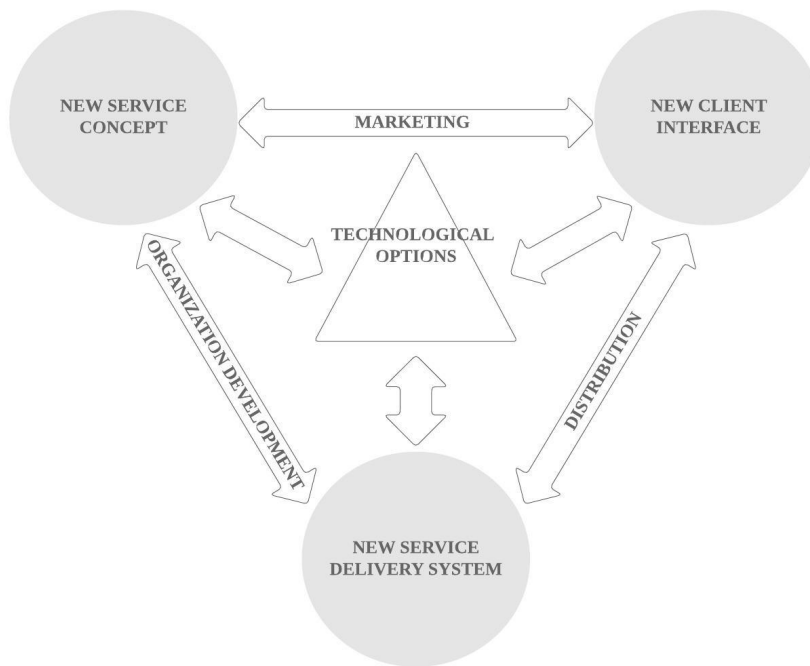 NEW SERVICE
CONCEPT
MARKETING
NEW CLIENT
INTERFACE
TECHNOLOGICAL
OPTIONS
ORGANIZATION DEVELOPMENT
DISTRIBUTION
NEW SERVICE
DELIVERY SYSTEM